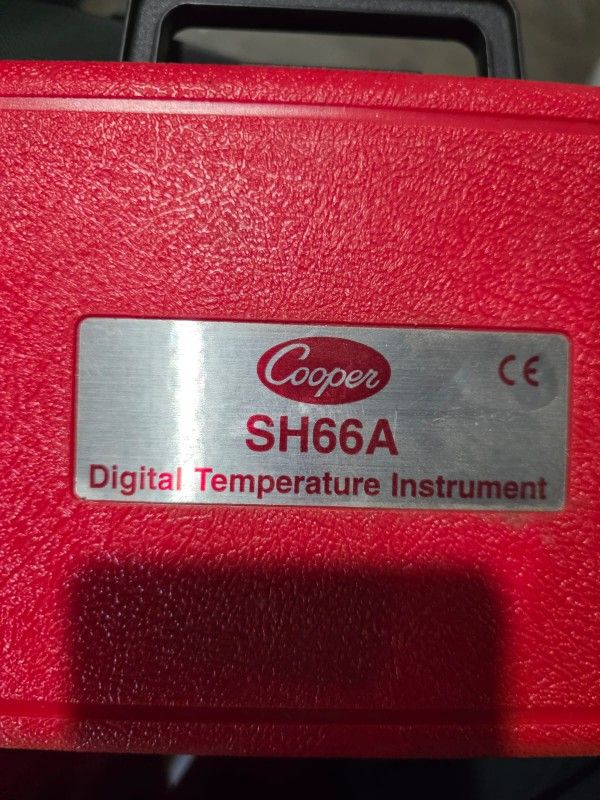 Cooper
CE
SH66A
Digital Temperature Instrument